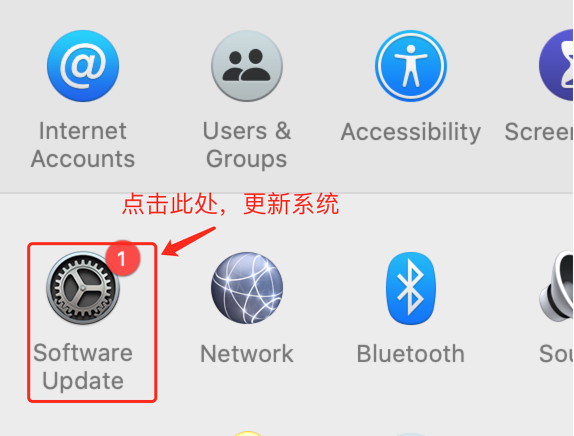 Internet
Accounts
Users &
Groups
Accessibility
Screen
点击此处，更新系统
1
Software
Update
Network
Bluetooth
Sou